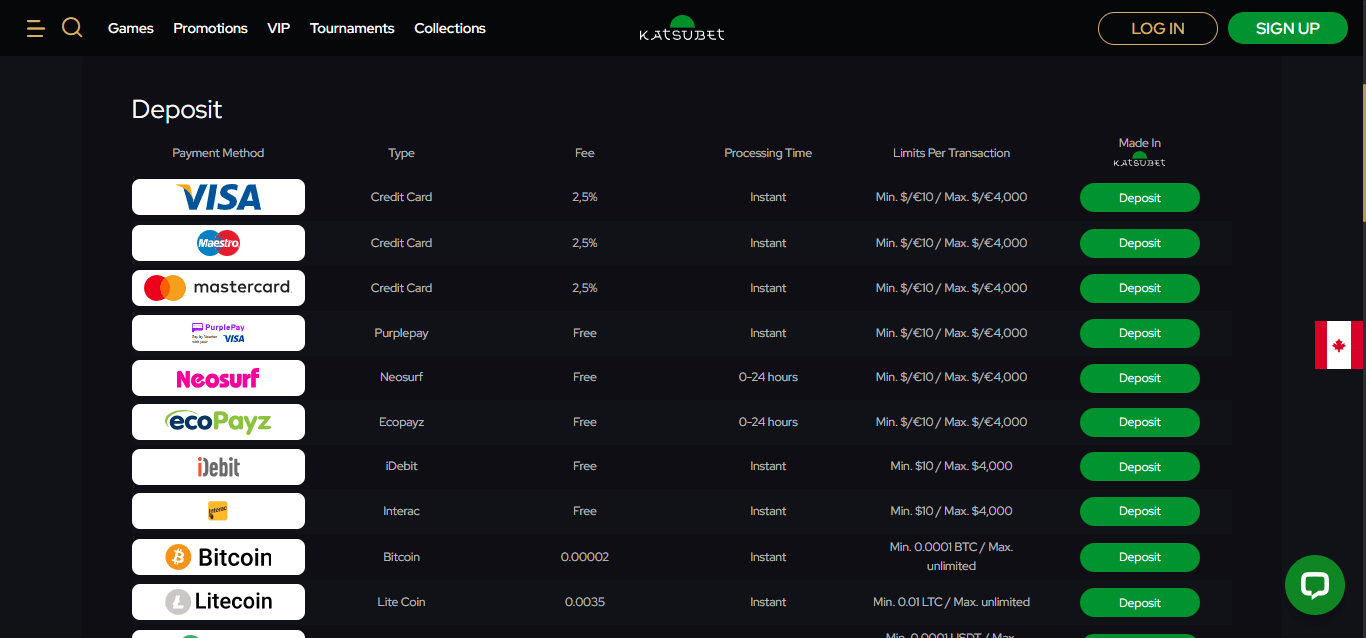 Games Promotions VIP Tournaments Collections KATSUBET LOG IN SIGN UP
Deposit
Payment Method Type Fee Processing Time Limits Per Transaction Made In
KATSUBET
VISA Credit Card 2,5% Instant Min. $/€10 / Max. $/€4,000 Deposit
Maestro Credit Card 2,5% Instant Min. $/€10 / Max. $/€4,000 Deposit
mastercard Credit Card 2,5% Instant Min. $/€10 / Max. $/€4,000 Deposit
PurplePay
Pay by Voucher
with your VISA Purplepay Free Instant Min. $/€10 / Max. $/€4,000 Deposit
Neosurf Neosurf Free 0-24 hours Min. $/€10 / Max. $/€4,000 Deposit
ecoPayz Ecopayz Free 0-24 hours Min. $/€10 / Max. $/€4,000 Deposit
iDebit iDebit Free Instant Min. $10 / Max. $4,000 Deposit
Interac Interac Free Instant Min. $10 / Max. $4,000 Deposit
Bitcoin Bitcoin 0.00002 Instant Min. 0.0001 BTC / Max.
unlimited Deposit
Litecoin Lite Coin 0.0035 Instant Min. 0.01 LTC / Max. unlimited Deposit
Min. 0.0001 USDT / Max.